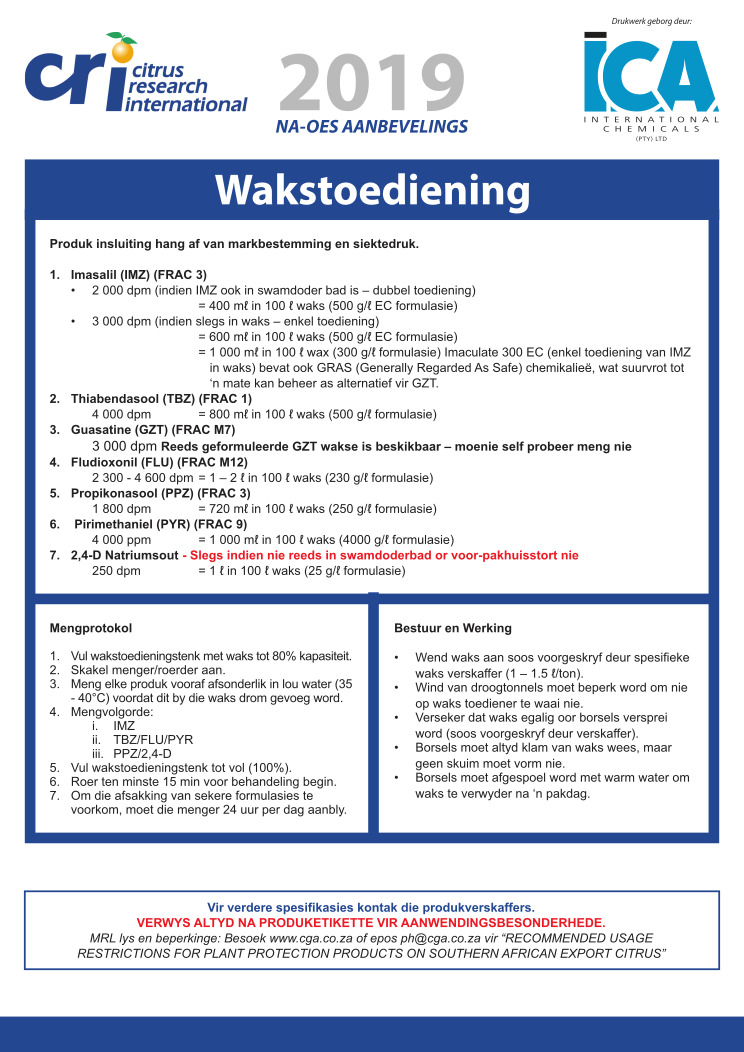 Drukwerk geborg deur:
cri citrus
research
international
2019
NA-OES AANBEVELINGS
ICA
INTERNATIONAL
CHEMICALS
(PTY) LTD
Wakstoediening
Produk insluiting hang af van markbestemming en siektedruk.
1. Imasalil (IMZ) (FRAC 3)
• 2 000 dpm (indien IMZ ook in swamdoder bad is – dubbel toediening)
= 400 mℓ in 100 ℓ waks (500 g/ℓ EC formulasie)
• 3 000 dpm (indien slegs in waks – enkel toediening)
= 600 mℓ in 100 ℓ waks (500 g/ℓ EC formulasie)
= 1 000 mℓ in 100 ℓ wax (300 g/ℓ formulasie) Imaculate 300 EC (enkel toediening van IMZ
in waks) bevat ook GRAS (Generally Regarded As Safe) chemikalieë, wat suurvrot tot
‘n mate kan beheer as alternatief vir GZT.
2. Thiabendasool (TBZ) (FRAC 1)
4 000 dpm = 800 mℓ in 100 ℓ waks (500 g/ℓ formulasie)
3. Guasatine (GZT) (FRAC M7)
3 000 dpm Reeds geformuleerde GZT wakse is beskikbaar – moenie self probeer meng nie
4. Fludioxonil (FLU) (FRAC M12)
2 300 - 4 600 dpm = 1 – 2 ℓ in 100 ℓ waks (230 g/ℓ formulasie)
5. Propikonasool (PPZ) (FRAC 3)
1 800 dpm = 720 mℓ in 100 ℓ waks (250 g/ℓ formulasie)
6. Pirimethaniel (PYR) (FRAC 9)
4 000 ppm = 1 000 mℓ in 100 ℓ waks (4000 g/ℓ formulasie)
7. 2,4-D Natriumsout - Slegs indien nie reeds in swamdoderbad or voor-pakhuisstort nie
250 dpm = 1 ℓ in 100 ℓ waks (25 g/ℓ formulasie)
Mengprotokol
1. Vul wakstoedieningstenk met waks tot 80% kapasiteit.
2. Skakel menger/roerder aan.
3. Meng elke produk vooraf afsonderlik in lou water (35
- 40°C) voordat dit by die waks drom gevoeg word.
4. Mengvolgorde:
i. IMZ
ii. TBZ/FLU/PYR
iii. PPZ/2,4-D
5. Vul wakstoedieningstenk tot vol (100%).
6. Roer ten minste 15 min voor behandeling begin.
7. Om die afsakking van sekere formulasies te
voorkom, moet die menger 24 uur per dag aanbly.
Bestuur en Werking
• Wend waks aan soos voorgeskryf deur spesifieke
waks verskaffer (1 – 1.5 ℓ/ton).
• Wind van droogtonnels moet beperk word om nie
op waks toediener te waai nie.
• Verseker dat waks egalig oor borsels versprei
word (soos voorgeskryf deur verskaffer).
• Borsels moet altyd klam van waks wees, maar
geen skuim moet vorm nie.
• Borsels moet afgespoel word met warm water om
waks te verwyder na ‘n pakdag.
Vir verdere spesifikasies kontak die produkverskaffers.
VERWYS ALTYD NA PRODUKETIKETTE VIR AANWENDINGSBESONDERHEDE.
MRL lys en beperkinge: Besoek www.cga.co.za of epos ph@cga.co.za vir “RECOMMENDED USAGE
RESTRICTIONS FOR PLANT PROTECTION PRODUCTS ON SOUTHERN AFRICAN EXPORT CITRUS”